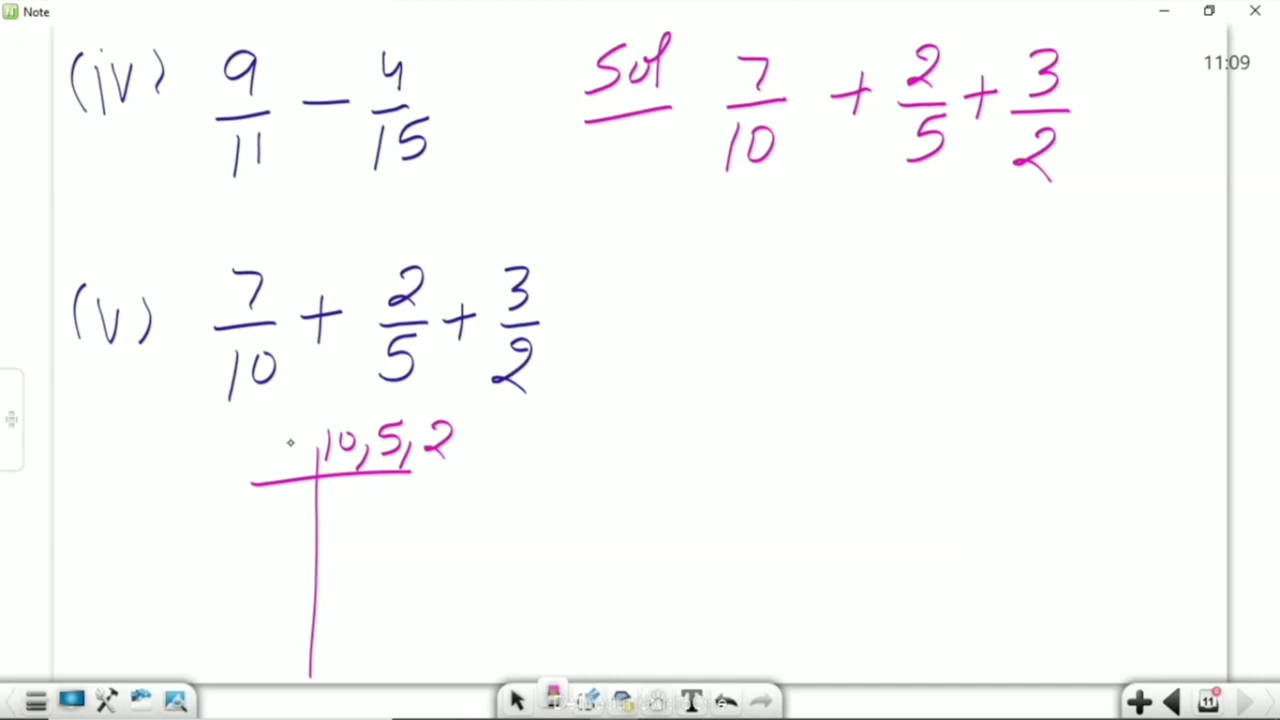 Note
11:09
(iv) 9/11 - 4/15
Sol 7/10 + 2/5 + 3/2
(v) 7/10 + 2/5 + 3/2
10, 5, 2
T
11